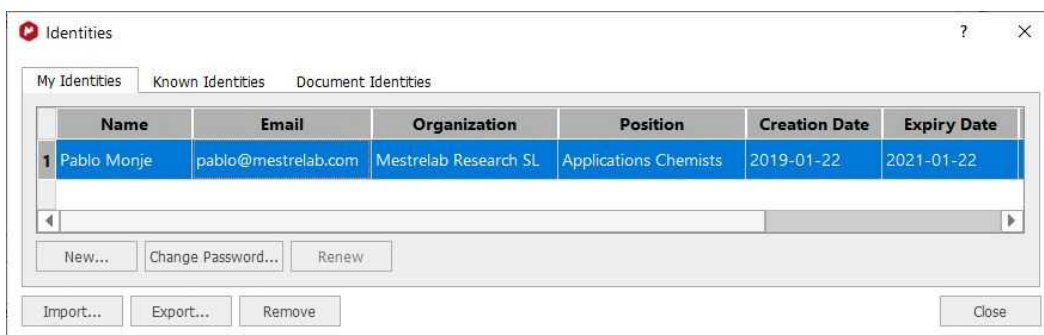 Identities ?
My Identities Known Identities Document Identities
Name Email Organization Position Creation Date Expiry Date
1 Pablo Monje pablo@mestrelab.com Mestrelab Research SL Applications Chemists 2019-01-22 2021-01-22
New... Change Password... Renew
Import... Export... Remove Close